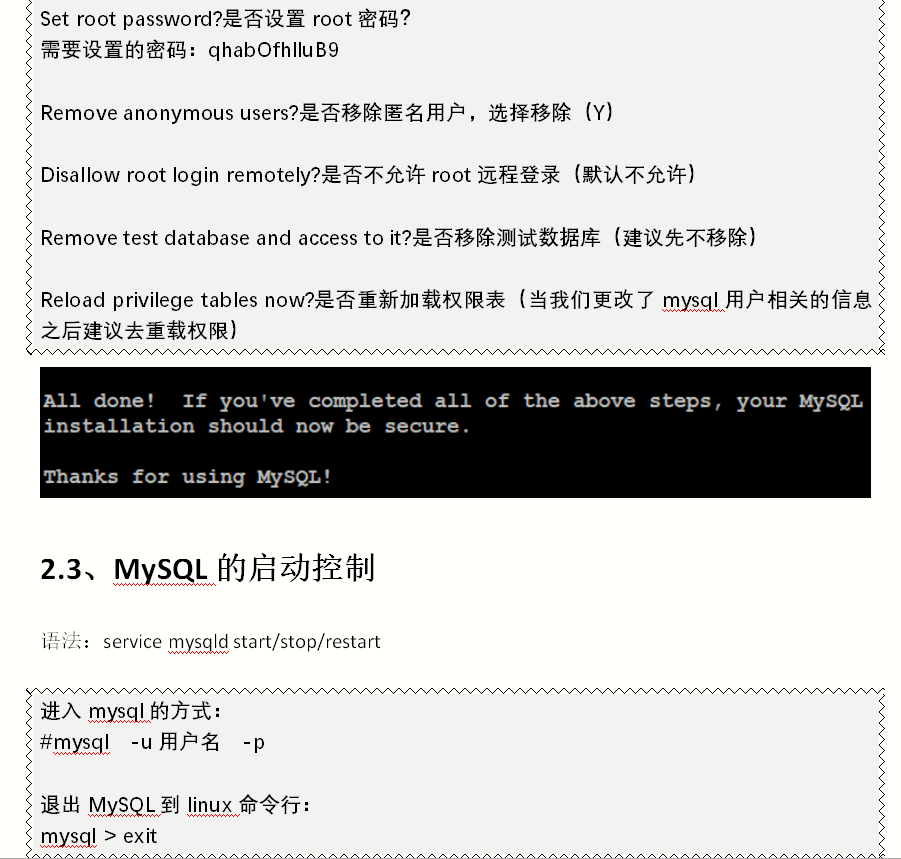 Set root password?是否设置 root 密码？
需要设置的密码：qhabOfhlluB9
Remove anonymous users?是否移除匿名用户，选择移除（Y）
Disallow root login remotely?是否不允许 root 远程登录（默认不允许）
Remove test database and access to it?是否移除测试数据库（建议先不移除）
Reload privilege tables now?是否重新加载权限表（当我们更改了 mysql 用户相关的信息
之后建议去重载权限）
All done!  If you've completed all of the above steps, your MySQL
installation should now be secure.
Thanks for using MySQL!
2.3、MySQL 的启动控制
语法：service mysqld start/stop/restart
进入 mysql 的方式：
#mysql -u 用户名 -p
退出 MySQL 到 linux 命令行：
mysql > exit